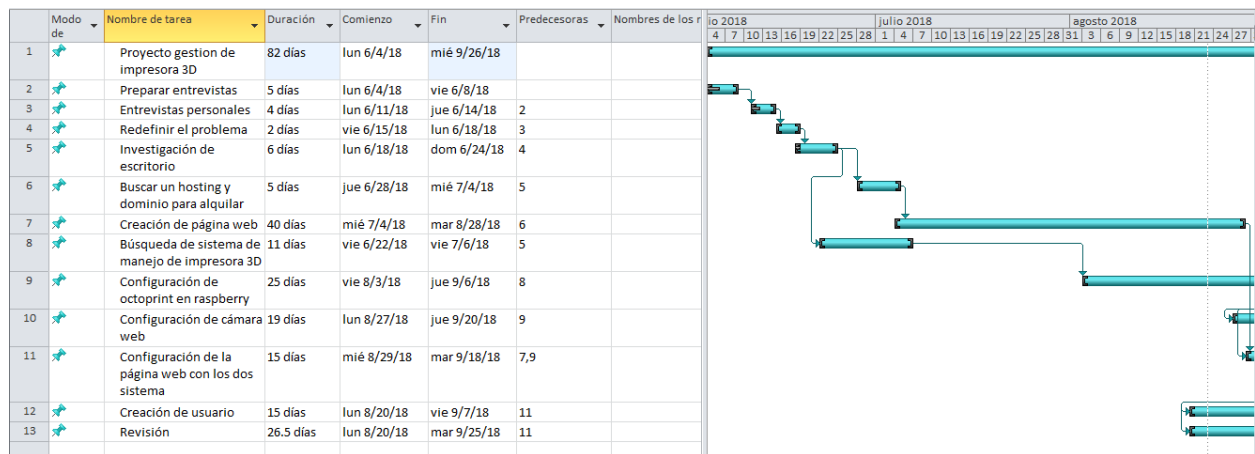 Modo de Nombre de tarea Duración Comienzo Fin Predecesoras Nombres de los r
io 2018 julio 2018 agosto 2018
4 7 10 13 16 19 22 25 28 1 4 7 10 13 16 19 22 25 28 31 3 6 9 12 15 18 21 24 27
1 Proyecto gestion de 82 días lun 6/4/18 mié 9/26/18
impresora 3D
2 Preparar entrevistas 5 días lun 6/4/18 vie 6/8/18
3 Entrevistas personales 4 días lun 6/11/18 jue 6/14/18 2
4 Redefinir el problema 2 días vie 6/15/18 lun 6/18/18 3
5 Investigación de 6 días lun 6/18/18 dom 6/24/18 4
escritorio
6 Buscar un hosting y 5 días jue 6/28/18 mié 7/4/18 5
dominio para alquilar
7 Creación de página web 40 días mié 7/4/18 mar 8/28/18 6
8 Búsqueda de sistema de 11 días vie 6/22/18 vie 7/6/18 5
manejo de impresora 3D
9 Configuración de 25 días vie 8/3/18 jue 9/6/18 8
octoprint en raspberry
10 Configuración de cámara 19 días lun 8/27/18 jue 9/20/18 9
web
11 Configuración de la 15 días mié 8/29/18 mar 9/18/18 7,9
página web con los dos
sistema
12 Creación de usuario 15 días lun 8/20/18 vie 9/7/18 11
13 Revisión 26.5 días lun 8/20/18 mar 9/25/18 11